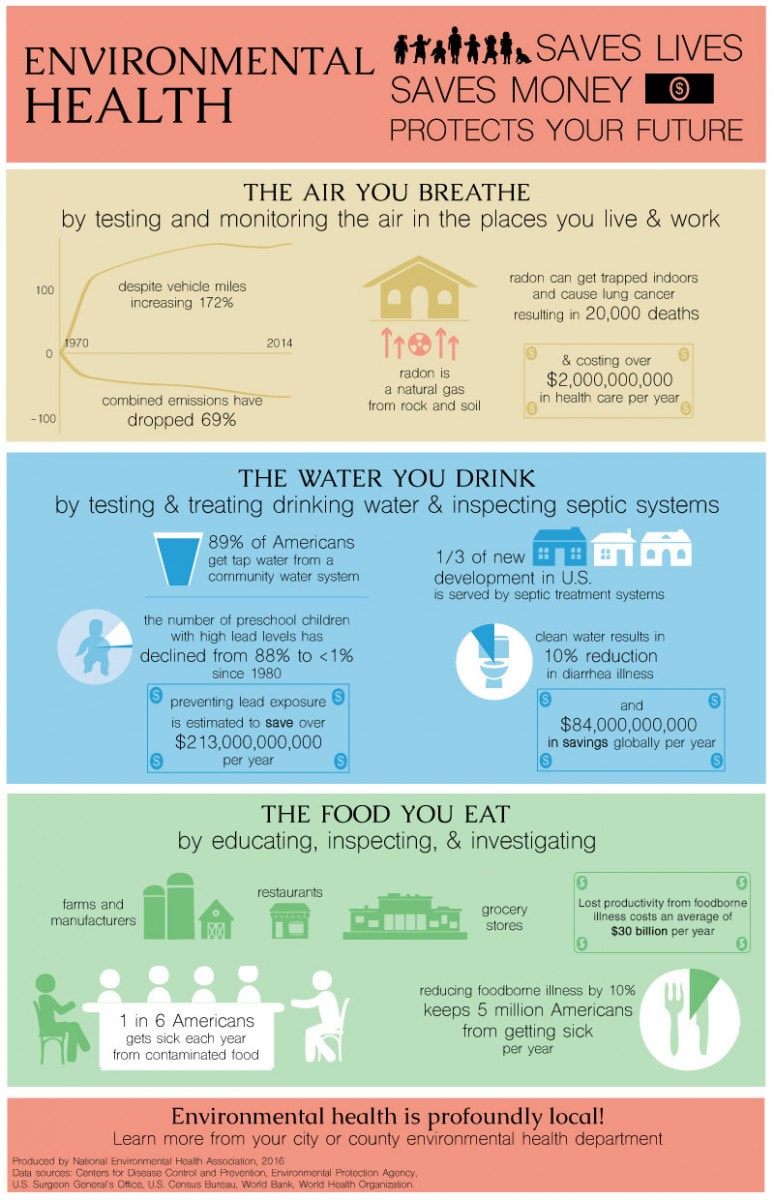 ENVIRONMENTAL
HEALTH
SAVES LIVES
SAVES MONEY
$
PROTECTS YOUR FUTURE
THE AIR YOU BREATHE
by testing and monitoring the air in the places you live & work
100
0
-100
1970
2014
despite vehicle miles
increasing 172%
combined emissions have
dropped 69%
radon is
a natural gas
from rock and soil
radon can get trapped indoors
and cause lung cancer
resulting in 20,000 deaths
$ $
& costing over
$2,000,000,000
in health care per year
$ $
THE WATER YOU DRINK
by testing & treating drinking water & inspecting septic systems
89% of Americans
get tap water from a
community water system
1/3 of new
development in U.S.
is served by septic treatment systems
the number of preschool children
with high lead levels has
declined from 88% to <1%
since 1980
$ $
preventing lead exposure
is estimated to save over
$213,000,000,000
per year
$ $
clean water results in
10% reduction
in diarrhea illness
$ $
and
$84,000,000,000
in savings globally per year
$ $
THE FOOD YOU EAT
by educating, inspecting, & investigating
farms and
manufacturers
restaurants
grocery
stores
$ $
Lost productivity from foodborne
illness costs an average of
$30 billion per year
$ $
1 in 6 Americans
gets sick each year
from contaminated food
reducing foodborne illness by 10%
keeps 5 million Americans
from getting sick
per year
Environmental health is profoundly local!
Learn more from your city or county environmental health department
Produced by National Environmental Health Association, 2016
Data sources: Centers for Disease Control and Prevention, Environmental Protection Agency,
U.S. Surgeon General's Office, U.S. Census Bureau, World Bank, World Health Organization.